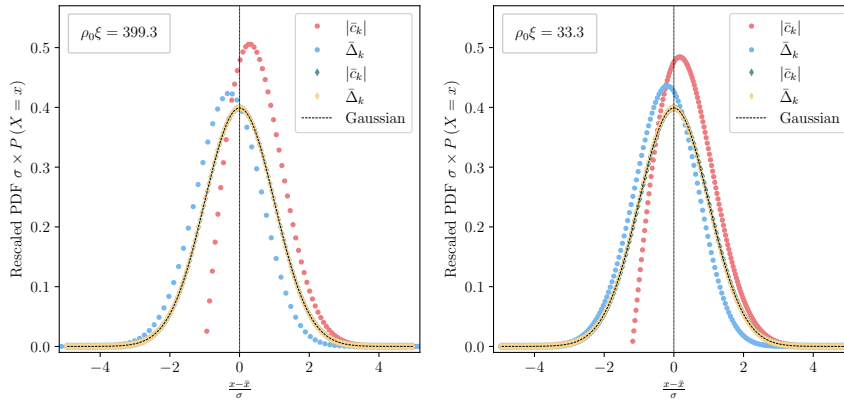 ρ₀ξ = 399.3
|c̄ₖ|
Δ̄ₖ
|c̄ₖ|
Δ̄ₖ
Gaussian
Rescaled PDF σ × P (X = x)
0.5
0.4
0.3
0.2
0.1
0.0
−4 −2 0 2 4
(x−x̄)/σ
ρ₀ξ = 33.3
|c̄ₖ|
Δ̄ₖ
|c̄ₖ|
Δ̄ₖ
Gaussian
Rescaled PDF σ × P (X = x)
0.5
0.4
0.3
0.2
0.1
0.0
−4 −2 0 2 4
(x−x̄)/σ